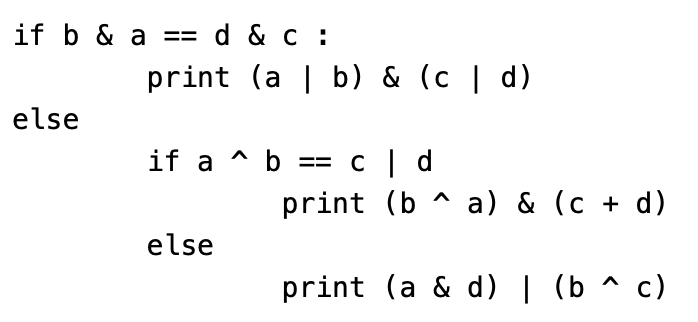 if b & a == d & c :
print (a | b) & (c | d)
else
if a ^ b == c | d
print (b ^ a) & (c + d)
else
print (a & d) | (b ^ c)